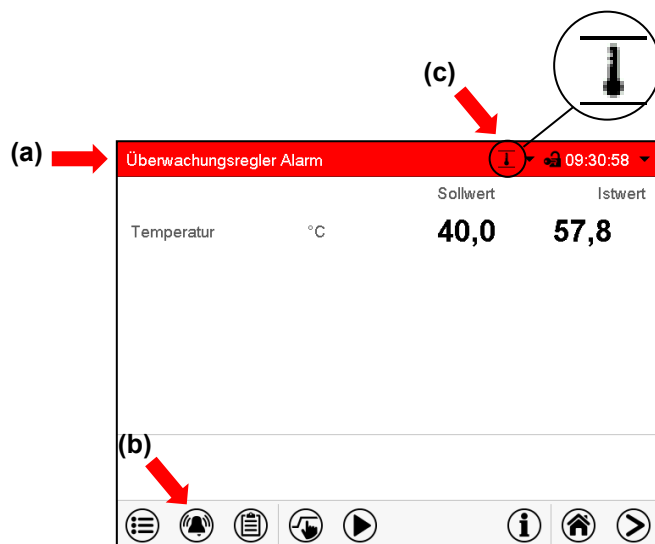 (c)
(a)
Überwachungsregler Alarm 09:30:58
Sollwert Istwert
Temperatur °C 40,0 57,8
(b)